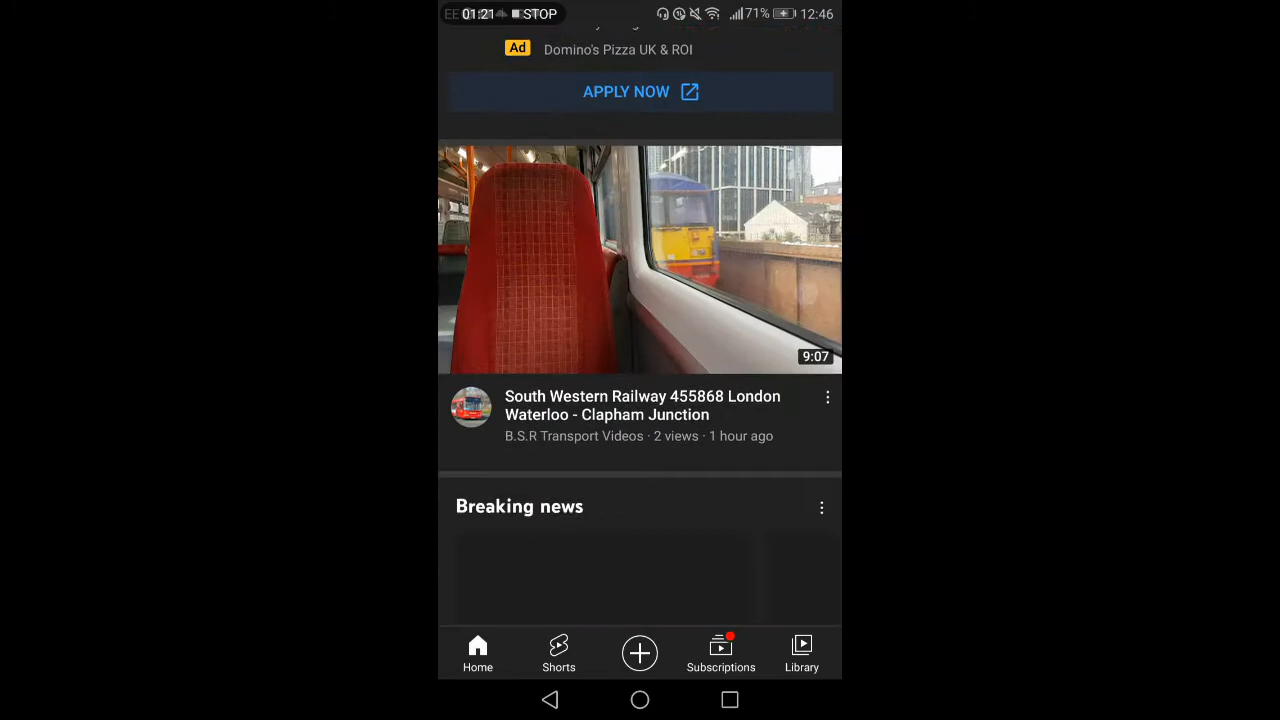 01:21 STOP 71% 12:46
Ad Domino's Pizza UK & ROI
APPLY NOW
9:07
South Western Railway 455868 London
Waterloo - Clapham Junction
B.S.R Transport Videos · 2 views · 1 hour ago
Breaking news
Home Shorts Subscriptions Library